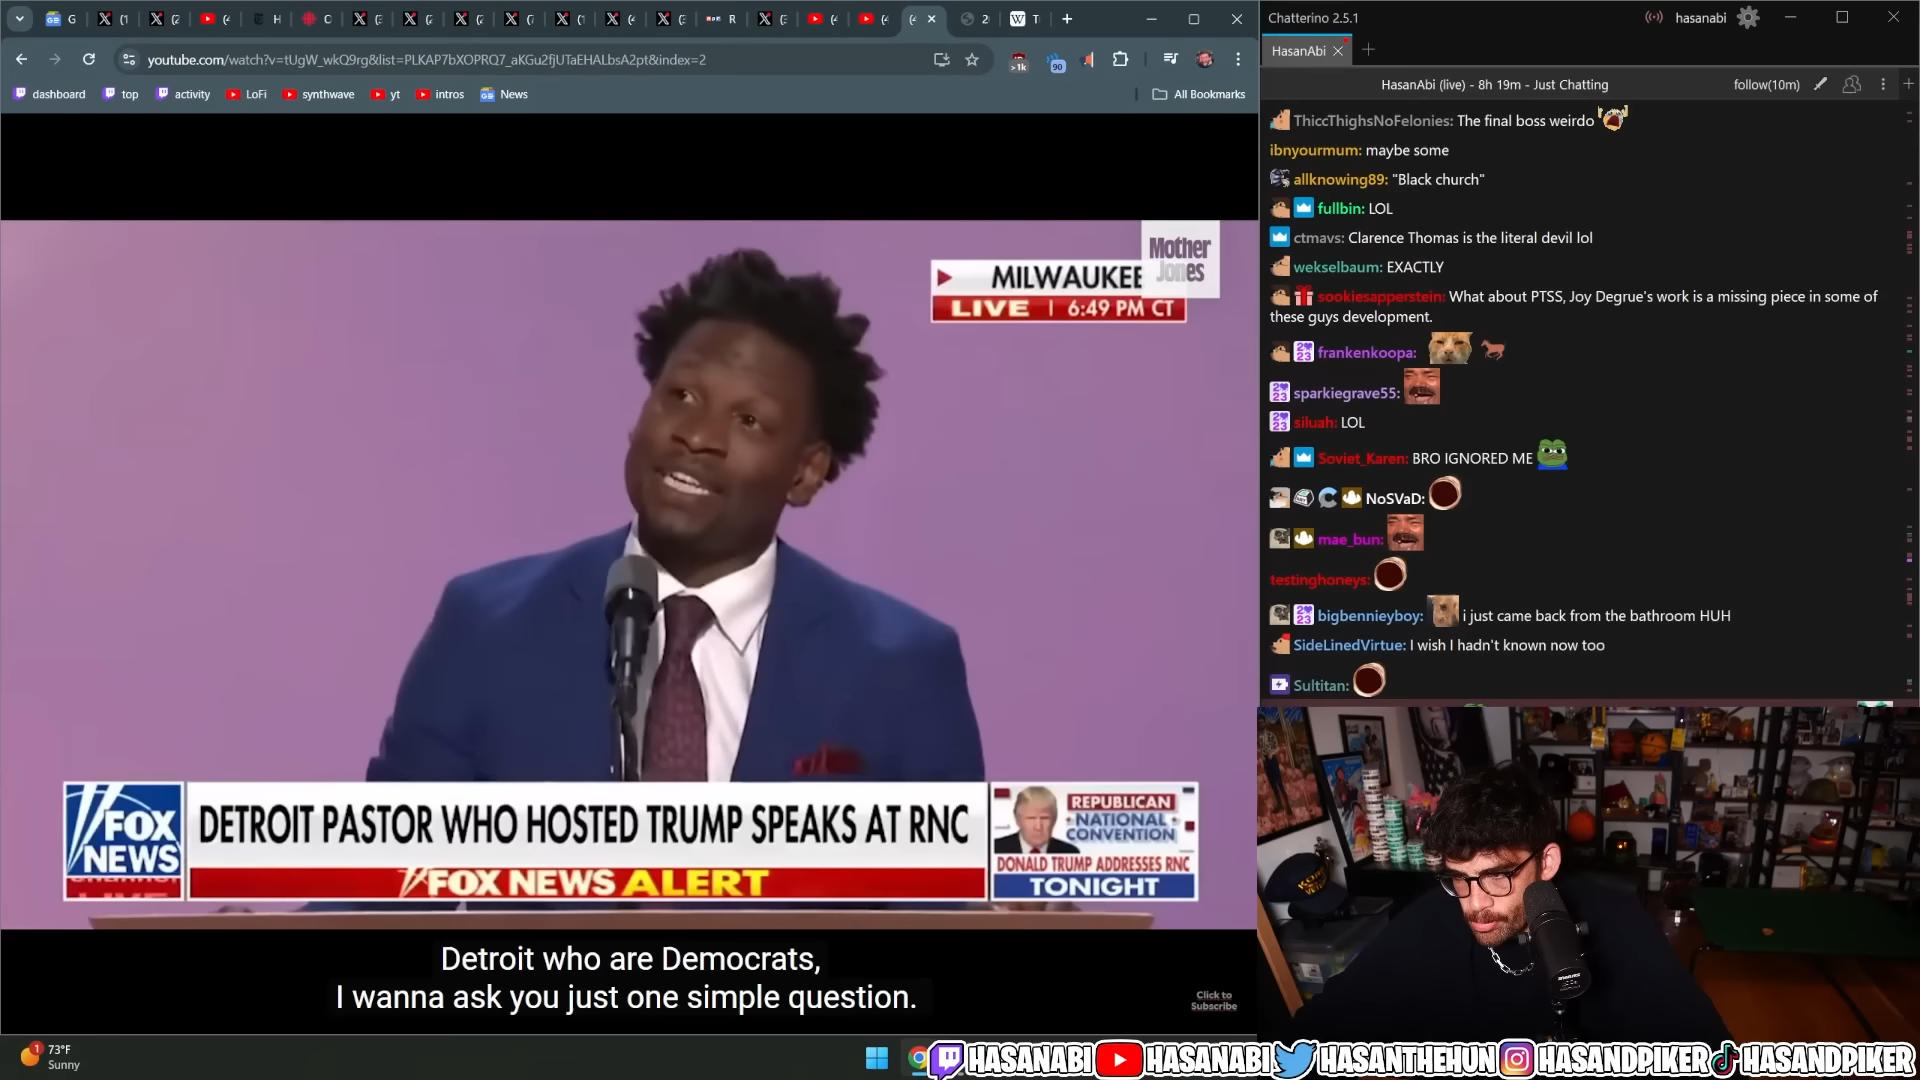 youtube.com/watch?v=tUgW_wkQ9rg&list=PLKAP7bXOPRQ7_aKGu2fjUTaEHALbsA2pt&index=2
dashboard
top
activity
LoFi
synthwave
yt
intros
News
All Bookmarks
Mother
Jones
MILWAUKEE
LIVE | 6:49 PM CT
FOX
NEWS
DETROIT PASTOR WHO HOSTED TRUMP SPEAKS AT RNC
FOX NEWS ALERT
REPUBLICAN
NATIONAL
CONVENTION
DONALD TRUMP ADDRESSES RNC
TONIGHT
Detroit who are Democrats,
I wanna ask you just one simple question.
Click to
Subscribe
73°F
Sunny
Chatterino 2.5.1
hasanabi
HasanAbi
HasanAbi (live) - 8h 19m - Just Chatting
follow(10m)
ThiccThighsNoFelonies: The final boss weirdo
ibnyourmum: maybe some
allknowing89: "Black church"
fullbin: LOL
ctmavs: Clarence Thomas is the literal devil lol
wekselbaum: EXACTLY
sookiesapperstein: What about PTSS, Joy Degrue's work is a missing piece in some of
these guys development.
frankenkoopa:
sparkiegrave55:
siluah: LOL
Soviet_Karen: BRO IGNORED ME
NoSVaD:
mae_bun:
testinghoneys:
bigbennieyboy: i just came back from the bathroom HUH
SideLinedVirtue: I wish I hadn't known now too
Sultitan:
HASANABI HASANABI HASANTHEHUN HASANDPIKER HASANDPIKER